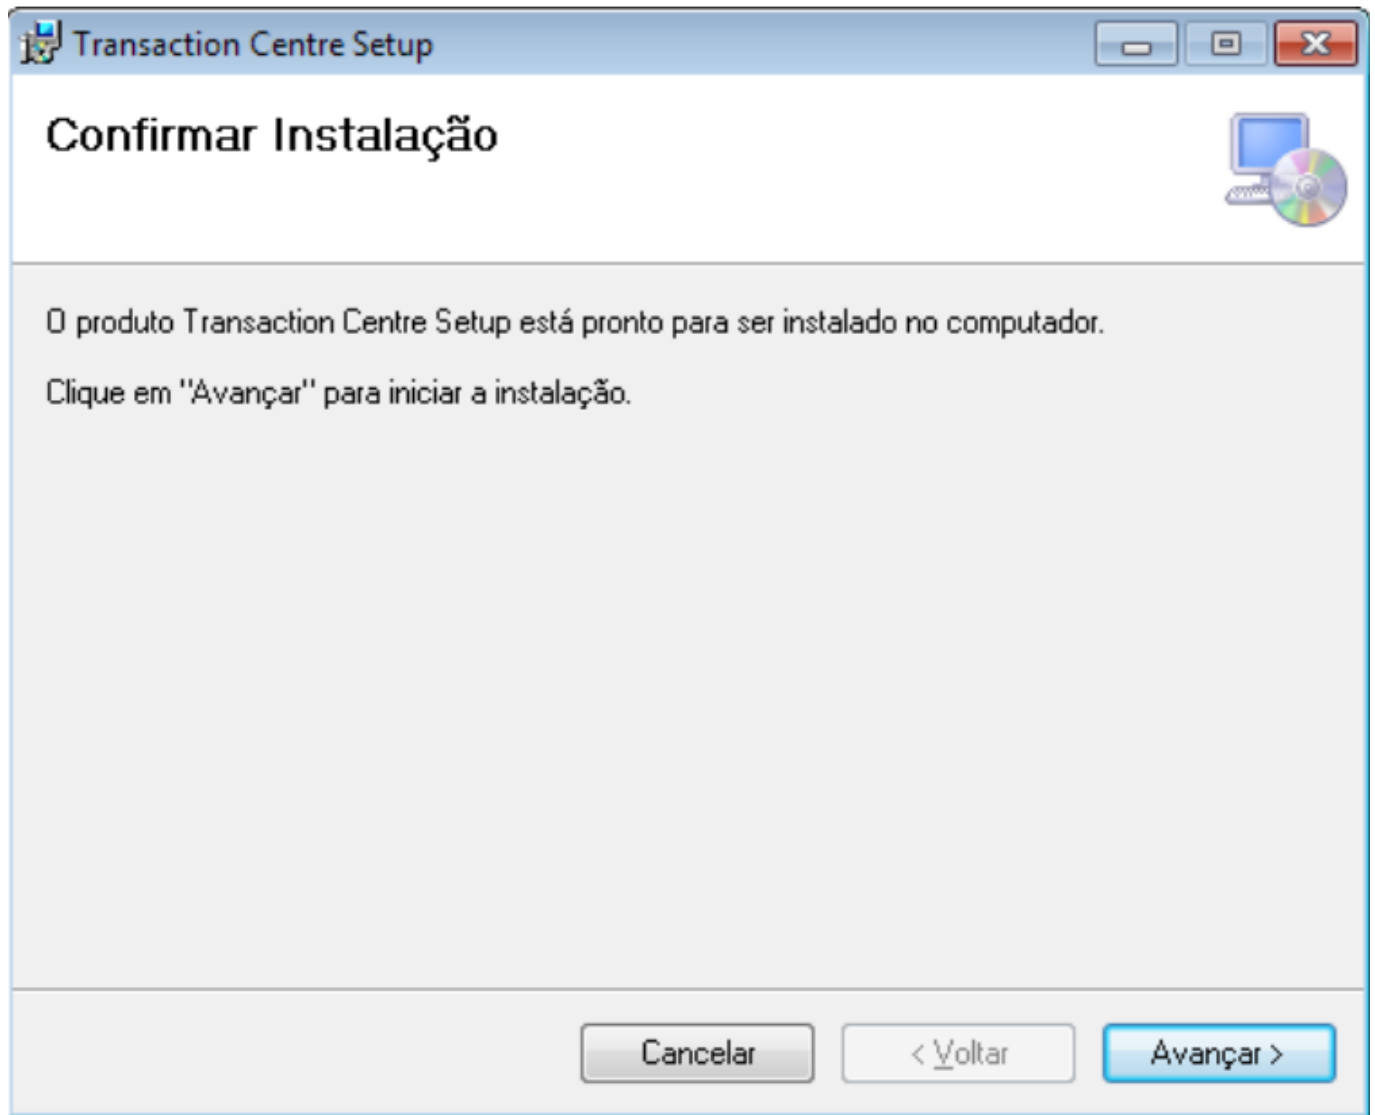 Transaction Centre Setup
Confirmar Instalação
O produto Transaction Centre Setup está pronto para ser instalado no computador.
Clique em "Avançar" para iniciar a instalação.
Cancelar
< Voltar
Avançar >